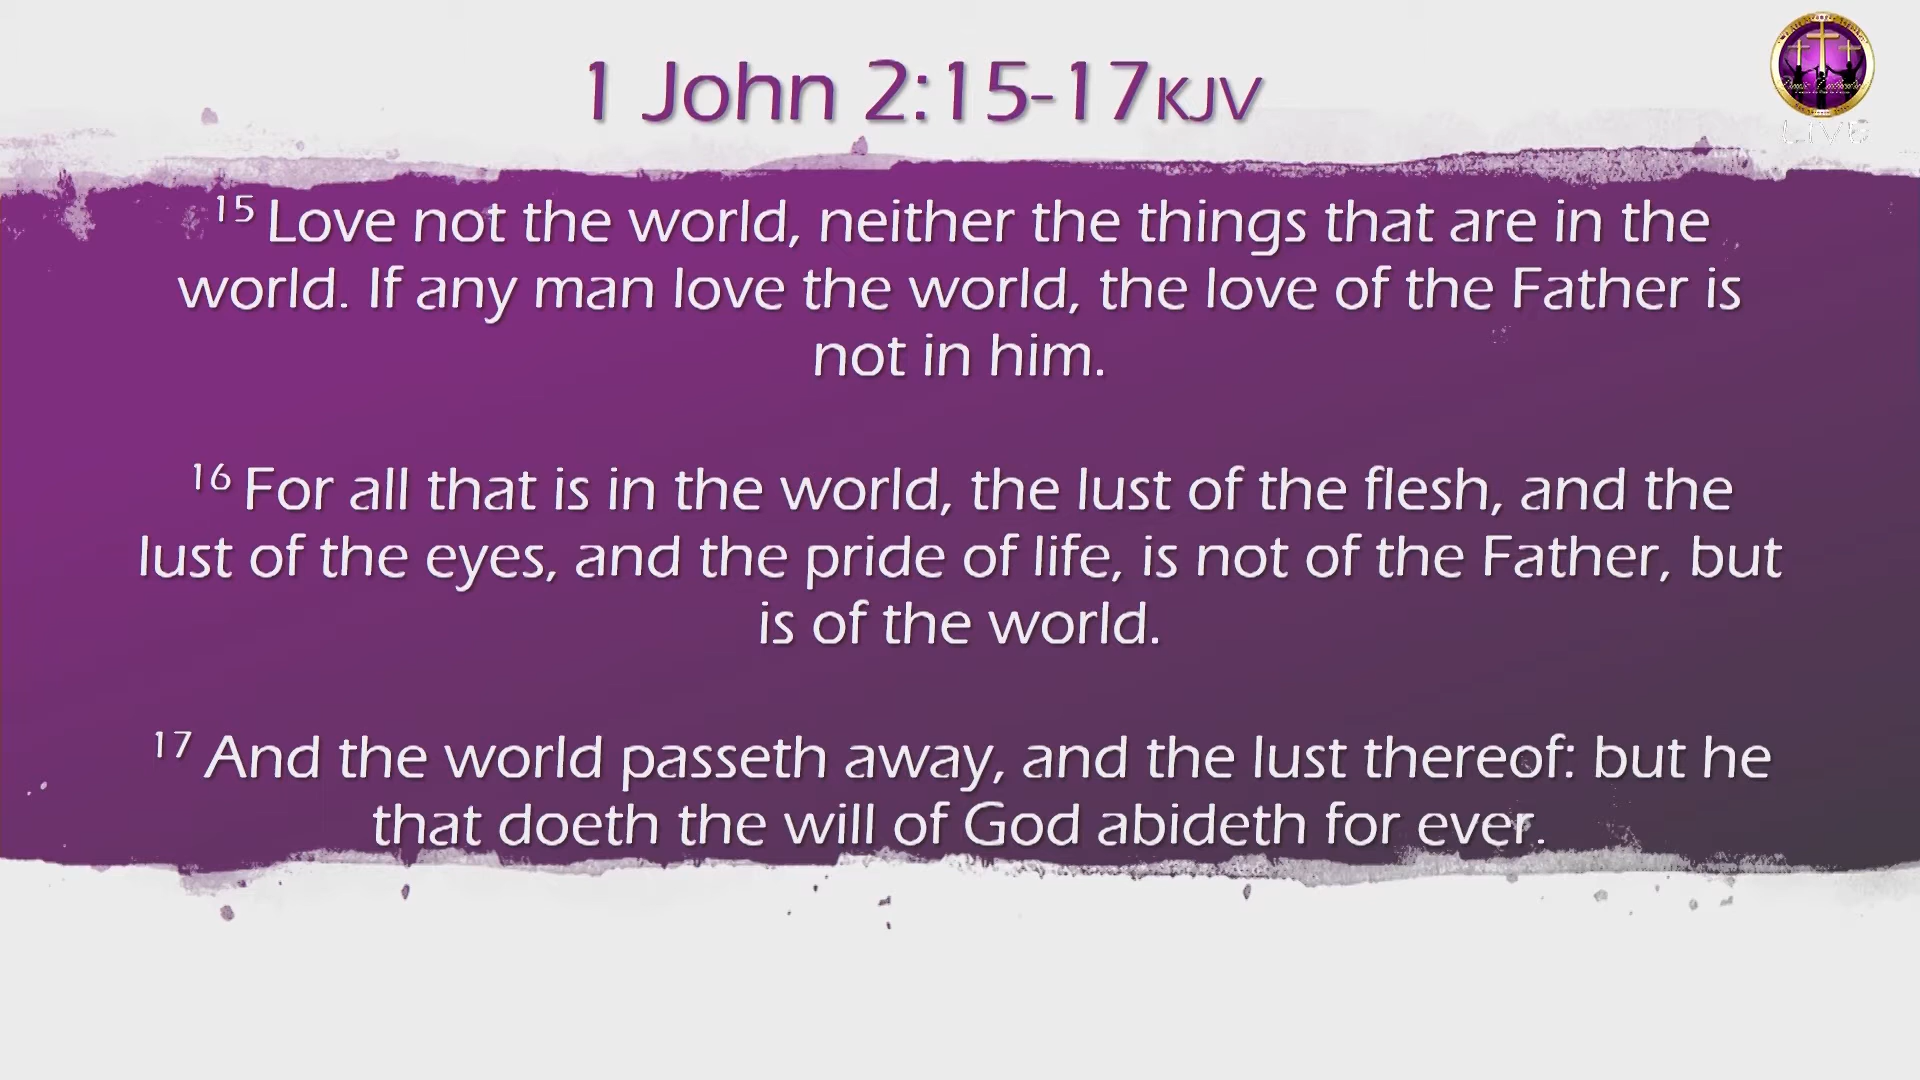 1 John 2:15-17 KJV
15 Love not the world, neither the things that are in the
world. If any man love the world, the love of the Father is
not in him.
16 For all that is in the world, the lust of the flesh, and the
lust of the eyes, and the pride of life, is not of the Father, but
is of the world.
17 And the world passeth away, and the lust thereof: but he
that doeth the will of God abideth for ever.
LIVE